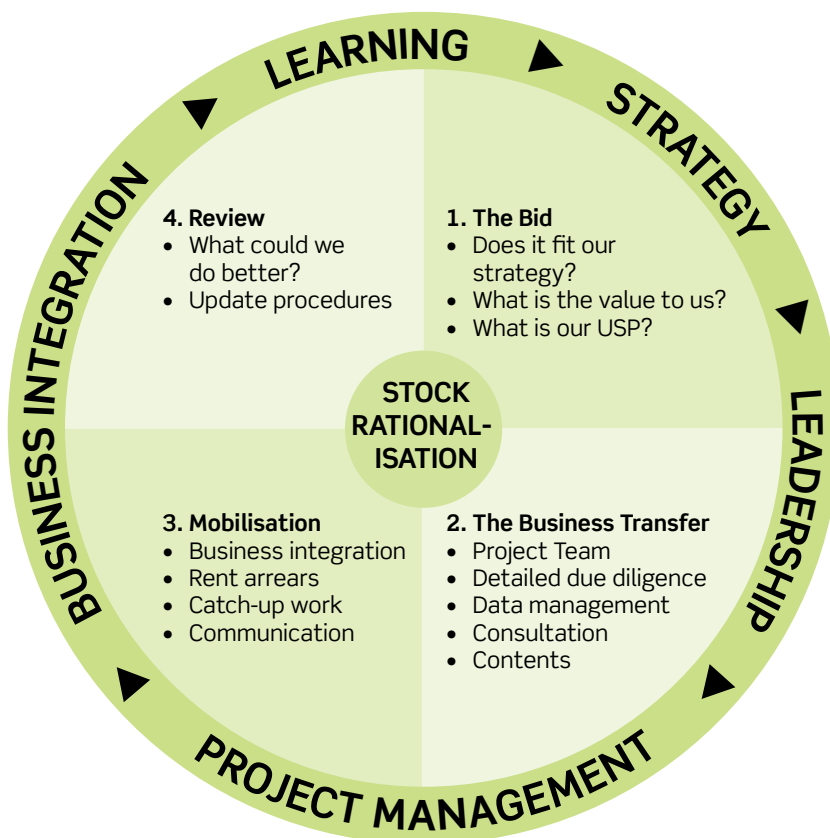 LEARNING
STRATEGY
LEADERSHIP
PROJECT MANAGEMENT
BUSINESS INTEGRATION
STOCK
RATIONAL-
ISATION
1. The Bid
• Does it fit our
strategy?
• What is the value to us?
• What is our USP?
2. The Business Transfer
• Project Team
• Detailed due diligence
• Data management
• Consultation
• Contents
3. Mobilisation
• Business integration
• Rent arrears
• Catch-up work
• Communication
4. Review
• What could we
do better?
• Update procedures